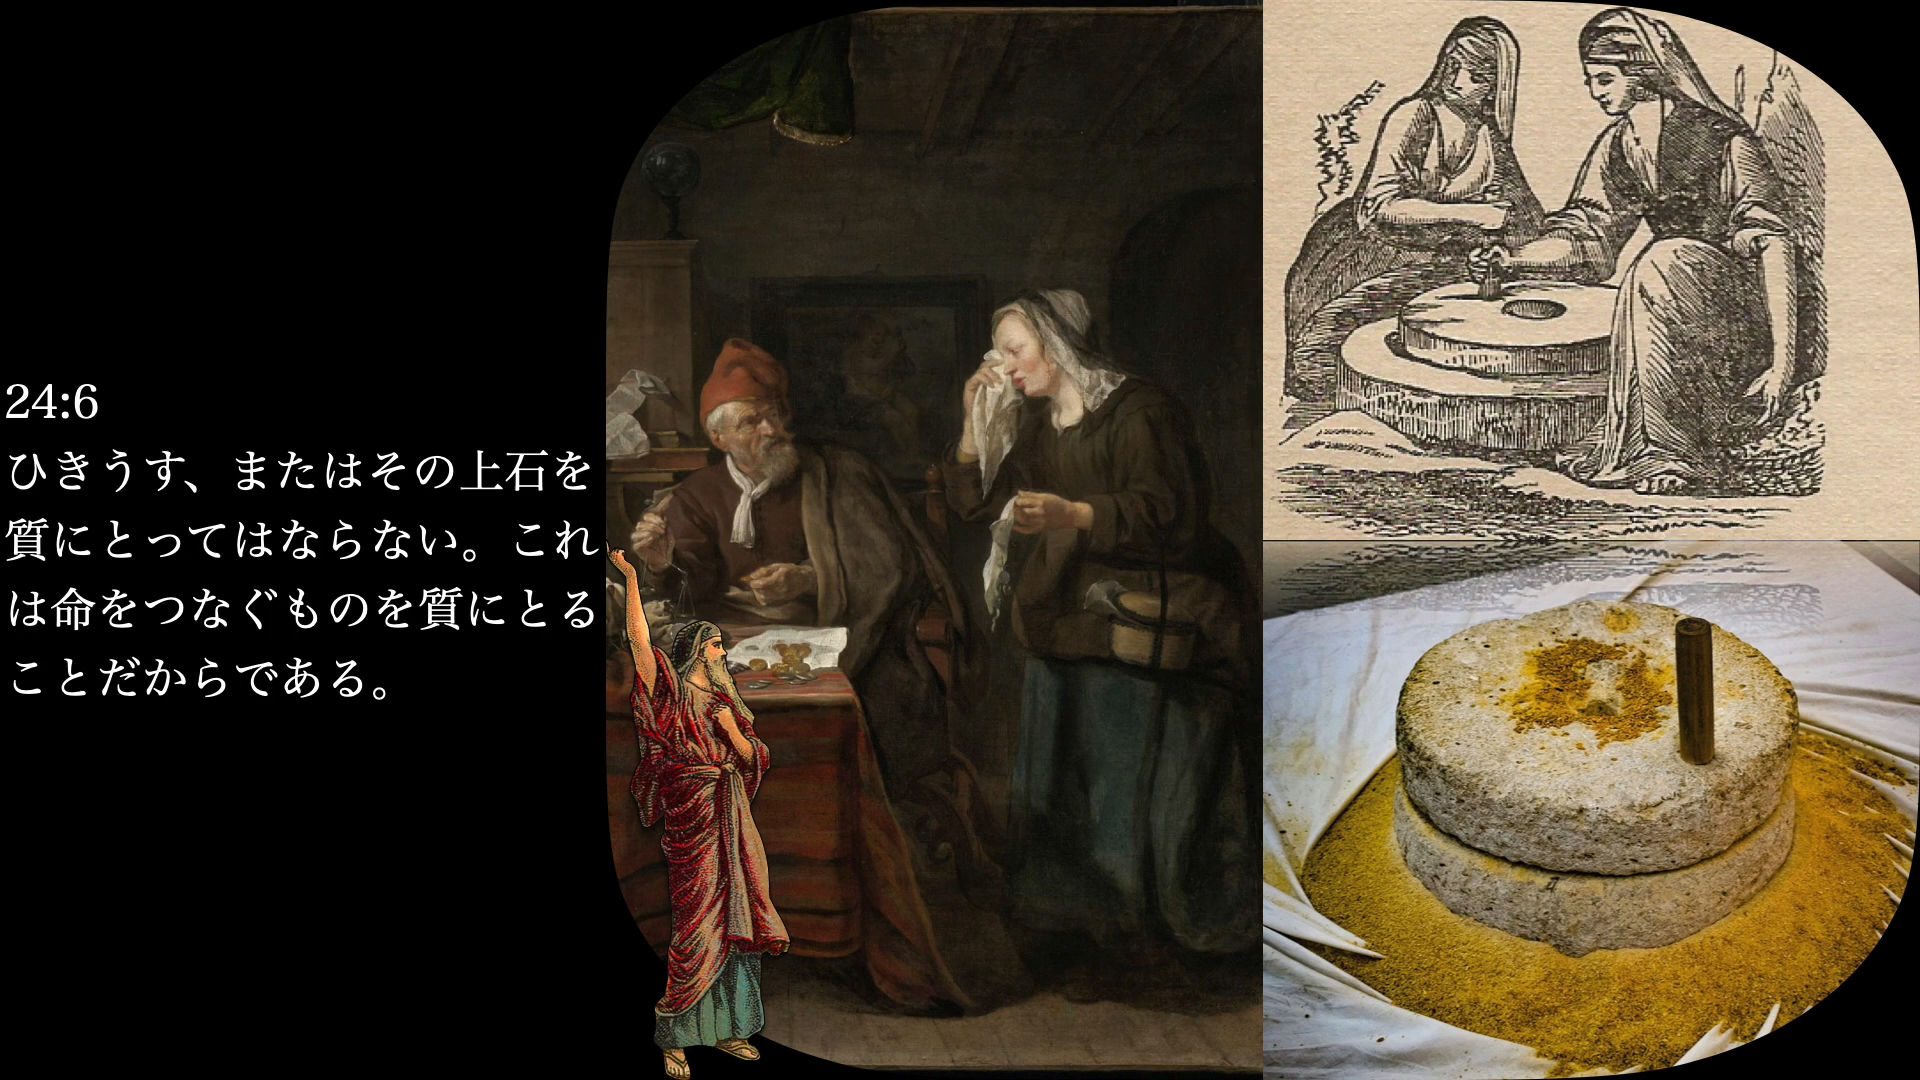 24:6
ひきうす、またはその上石を
質にとってはならない。これ
は命をつなぐものを質にとる
ことだからである。